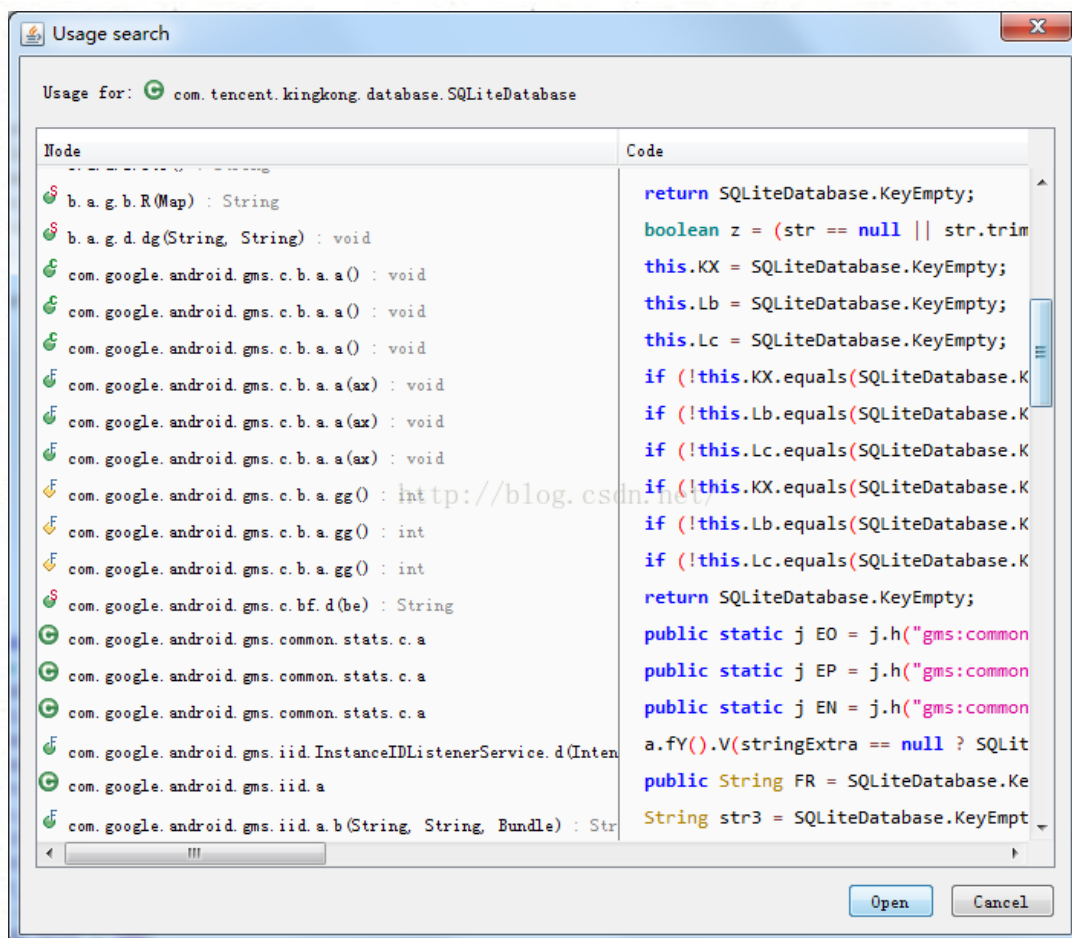 Usage search
Usage for: com.tencent.kingkong.database.SQLiteDatabase
Node Code
b.a.g.b.R(Map) : String return SQLiteDatabase.KeyEmpty;
b.a.g.d.dg(String, String) : void boolean z = (str == null || str.trim
com.google.android.gms.c.b.a.a() : void this.KX = SQLiteDatabase.KeyEmpty;
com.google.android.gms.c.b.a.a() : void this.Lb = SQLiteDatabase.KeyEmpty;
com.google.android.gms.c.b.a.a() : void this.Lc = SQLiteDatabase.KeyEmpty;
com.google.android.gms.c.b.a.a(ax) : void if (!this.KX.equals(SQLiteDatabase.K
com.google.android.gms.c.b.a.a(ax) : void if (!this.Lb.equals(SQLiteDatabase.K
com.google.android.gms.c.b.a.a(ax) : void if (!this.Lc.equals(SQLiteDatabase.K
com.google.android.gms.c.b.a.gg() : int if (!this.KX.equals(SQLiteDatabase.K
http://blog.csdn.net/
com.google.android.gms.c.b.a.gg() : int if (!this.Lb.equals(SQLiteDatabase.K
com.google.android.gms.c.b.a.gg() : int if (!this.Lc.equals(SQLiteDatabase.K
com.google.android.gms.c.bf.d(be) : String return SQLiteDatabase.KeyEmpty;
com.google.android.gms.common.stats.c.a public static j EO = j.h("gms:common
com.google.android.gms.common.stats.c.a public static j EP = j.h("gms:common
com.google.android.gms.common.stats.c.a public static j EN = j.h("gms:common
com.google.android.gms.iid.InstanceIDListenerService.d(Inten a.fY().V(stringExtra == null ? SQLit
com.google.android.gms.iid.a public String FR = SQLiteDatabase.Ke
com.google.android.gms.iid.a.b(String, String, Bundle) : Str String str3 = SQLiteDatabase.KeyEmpt
Open Cancel